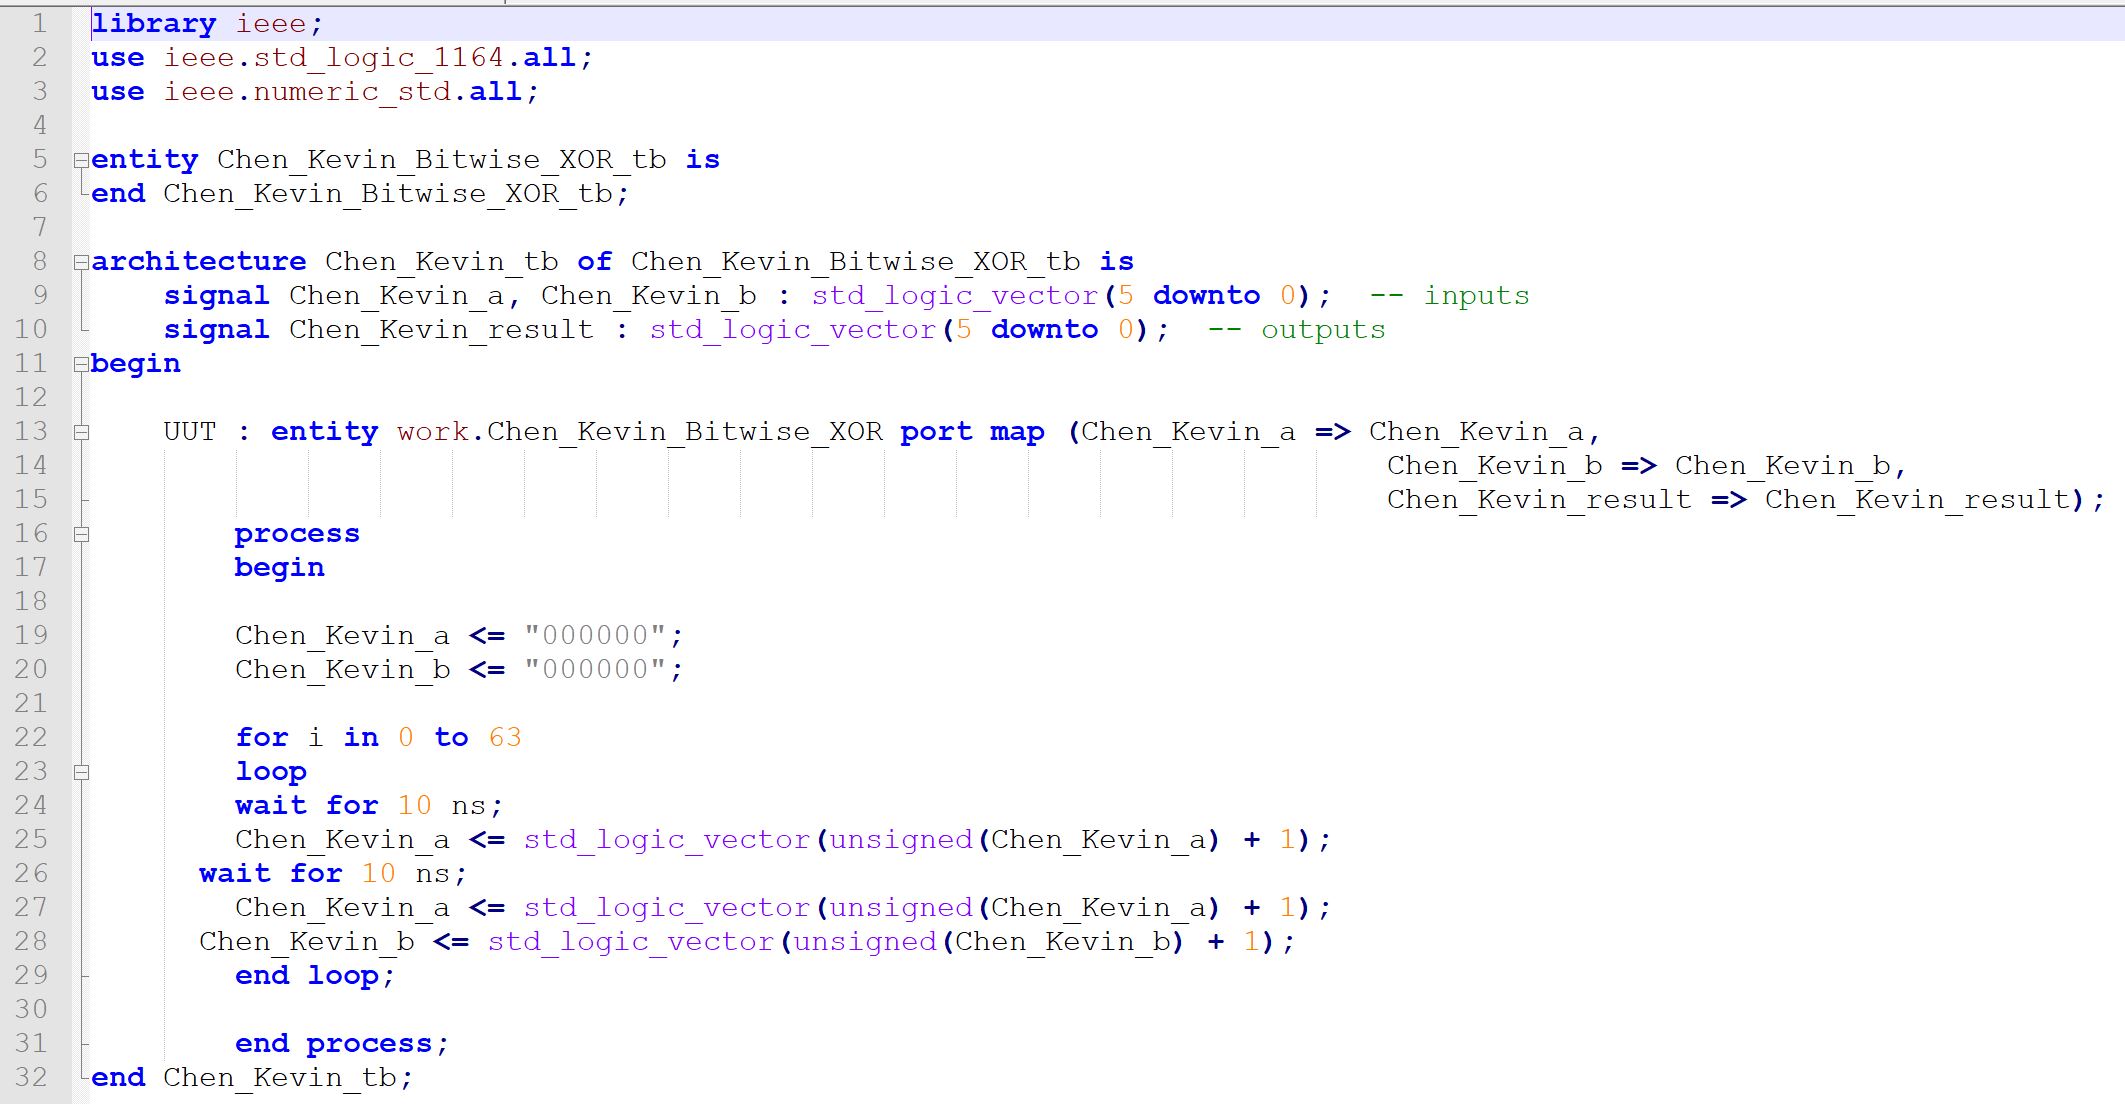 1 library ieee;
2 use ieee.std_logic_1164.all;
3 use ieee.numeric_std.all;
4
5 entity Chen_Kevin_Bitwise_XOR_tb is
6 end Chen_Kevin_Bitwise_XOR_tb;
7
8 architecture Chen_Kevin_tb of Chen_Kevin_Bitwise_XOR_tb is
9     signal Chen_Kevin_a, Chen_Kevin_b : std_logic_vector(5 downto 0);  -- inputs
10     signal Chen_Kevin_result : std_logic_vector(5 downto 0);  -- outputs
11 begin
12
13     UUT : entity work.Chen_Kevin_Bitwise_XOR port map (Chen_Kevin_a => Chen_Kevin_a,
14                                                                         Chen_Kevin_b => Chen_Kevin_b,
15                                                                         Chen_Kevin_result => Chen_Kevin_result);
16         process
17         begin
18
19         Chen_Kevin_a <= "000000";
20         Chen_Kevin_b <= "000000";
21
22         for i in 0 to 63
23         loop
24         wait for 10 ns;
25         Chen_Kevin_a <= std_logic_vector(unsigned(Chen_Kevin_a) + 1);
26       wait for 10 ns;
27         Chen_Kevin_a <= std_logic_vector(unsigned(Chen_Kevin_a) + 1);
28       Chen_Kevin_b <= std_logic_vector(unsigned(Chen_Kevin_b) + 1);
29         end loop;
30
31         end process;
32 end Chen_Kevin_tb;